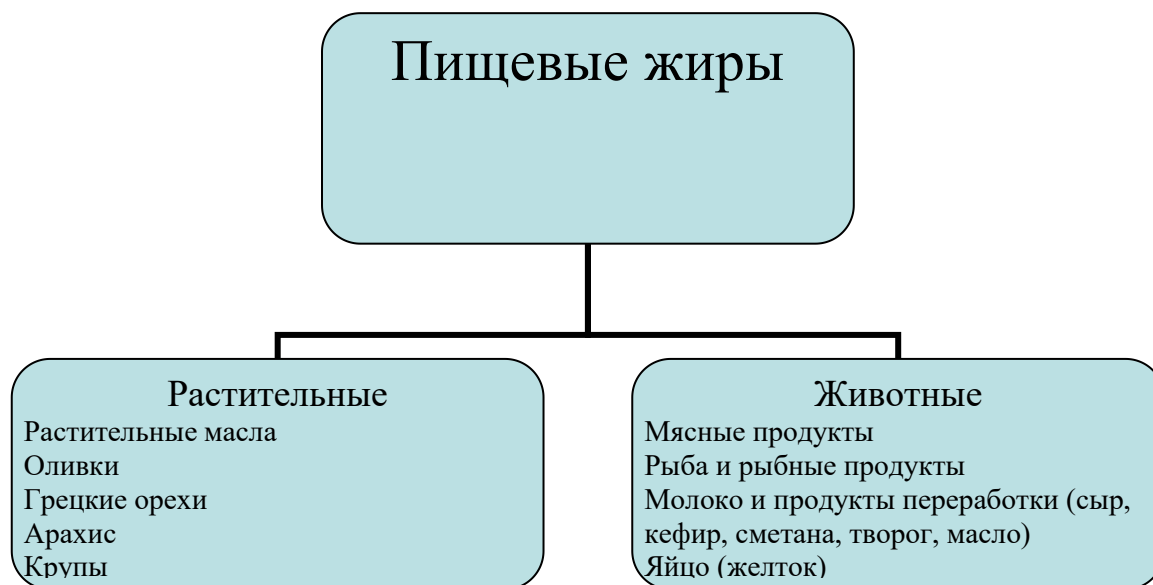 Пищевые жиры
Растительные
Растительные масла
Оливки
Грецкие орехи
Арахис
Крупы
Животные
Мясные продукты
Рыба и рыбные продукты
Молоко и продукты переработки (сыр,
кефир, сметана, творог, масло)
Яйцо (желток)